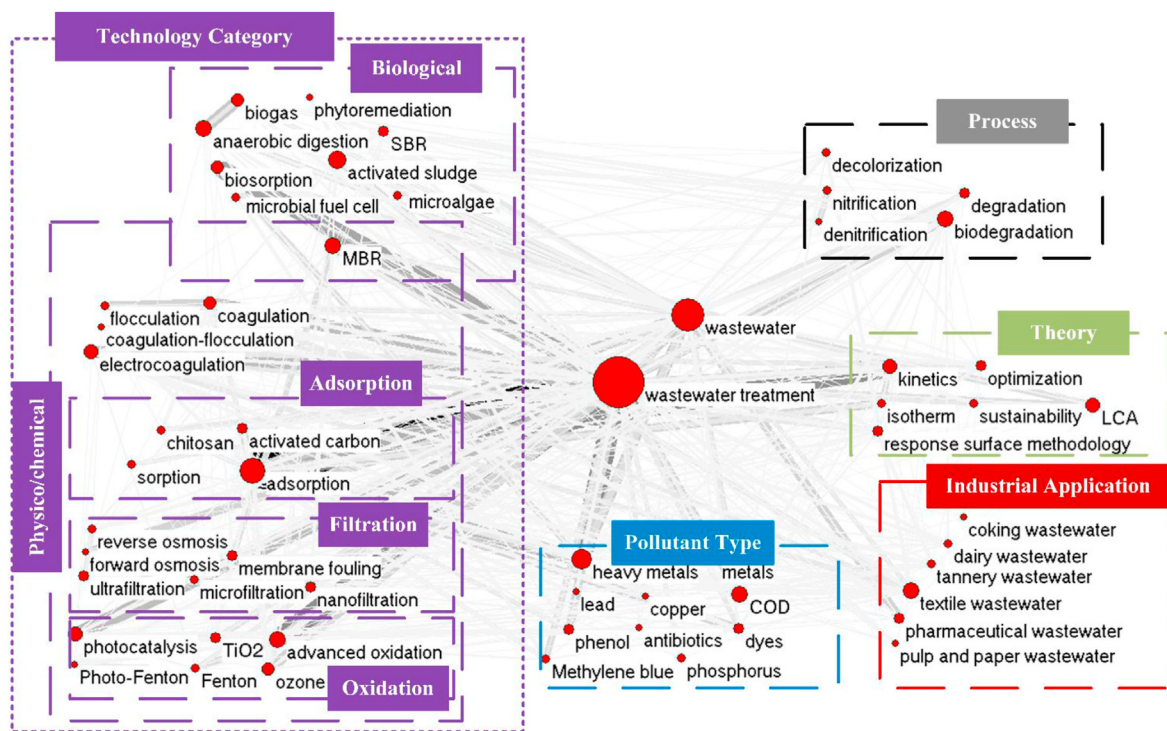 Technology Category
Biological
biogas
phytoremediation
anaerobic digestion
SBR
biosorption
activated sludge
microbial fuel cell
microalgae
MBR
Physico/chemical
flocculation
coagulation
coagulation-flocculation
electrocoagulation
Adsorption
chitosan
activated carbon
sorption
adsorption
Filtration
reverse osmosis
forward osmosis
membrane fouling
ultrafiltration
microfiltration
nanofiltration
photocatalysis
TiO2
advanced oxidation
Photo-Fenton
Fenton
ozone
Oxidation
wastewater
wastewater treatment
Process
decolorization
nitrification
degradation
denitrification
biodegradation
Theory
kinetics
optimization
isotherm
sustainability
LCA
response surface methodology
Pollutant Type
heavy metals
metals
lead
copper
COD
phenol
antibiotics
dyes
Methylene blue
phosphorus
Industrial Application
coking wastewater
dairy wastewater
tannery wastewater
textile wastewater
pharmaceutical wastewater
pulp and paper wastewater